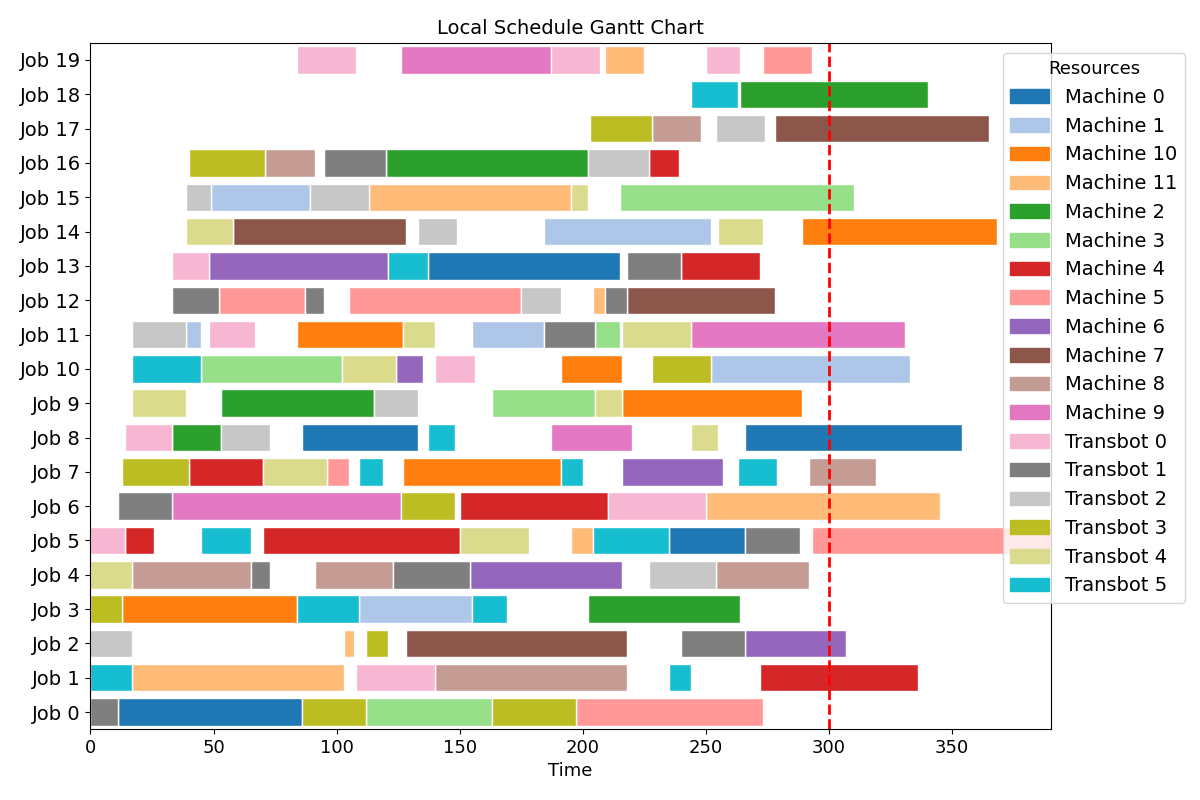 Local Schedule Gantt Chart
Job 19
Job 18
Job 17
Job 16
Job 15
Job 14
Job 13
Job 12
Job 11
Job 10
Job 9
Job 8
Job 7
Job 6
Job 5
Job 4
Job 3
Job 2
Job 1
Job 0
0 50 100 150 200 250 300 350
Time
Resources
Machine 0
Machine 1
Machine 10
Machine 11
Machine 2
Machine 3
Machine 4
Machine 5
Machine 6
Machine 7
Machine 8
Machine 9
Transbot 0
Transbot 1
Transbot 2
Transbot 3
Transbot 4
Transbot 5